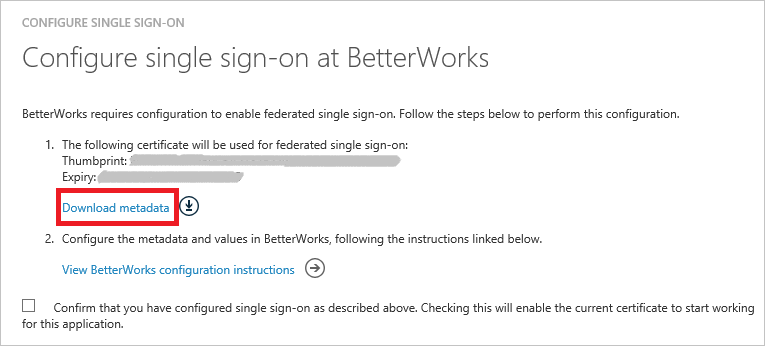 CONFIGURE SINGLE SIGN-ON
Configure single sign-on at BetterWorks
BetterWorks requires configuration to enable federated single sign-on. Follow the steps below to perform this configuration.
1. The following certificate will be used for federated single sign-on:
Thumbprint:
Expiry:
Download metadata
2. Configure the metadata and values in BetterWorks, following the instructions linked below.
View BetterWorks configuration instructions
Confirm that you have configured single sign-on as described above. Checking this will enable the current certificate to start working
for this application.